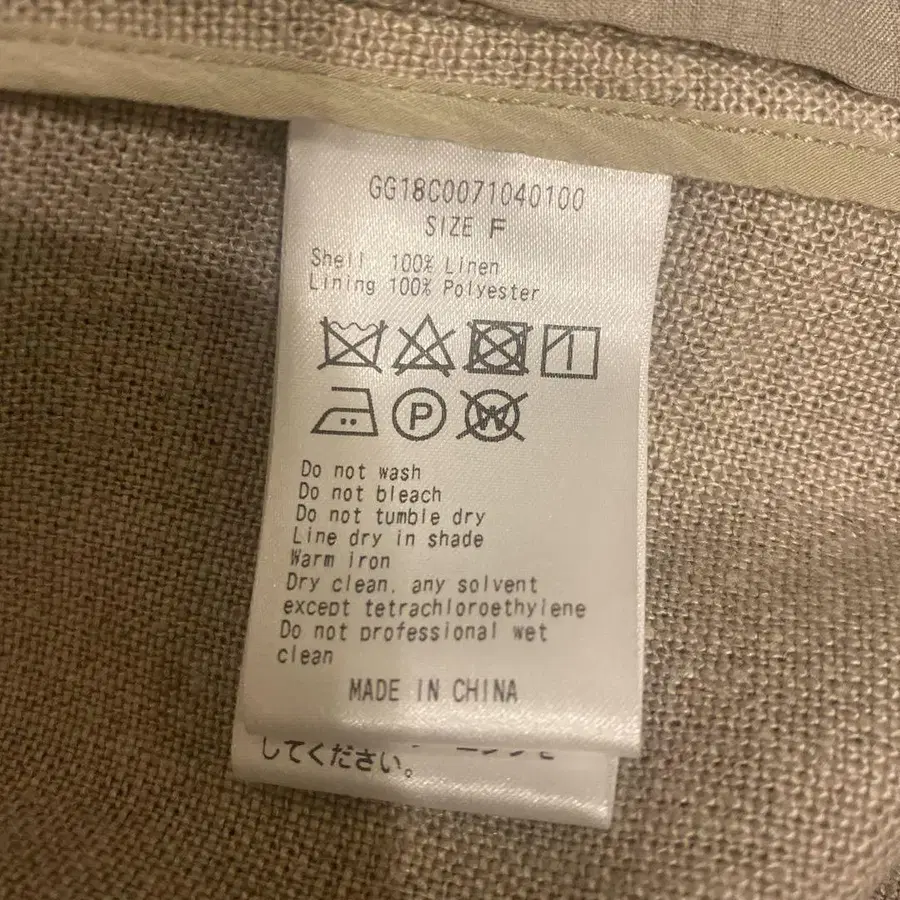 GG18C0071040100
SIZE F
Shell 100% Linen
Lining 100% Polyester
P
W
Do not wash
Do not bleach
Do not tumble dry
Line dry in shade
Warm iron
Dry clean, any solvent
except tetrachloroethylene
Do not professional wet
clean
MADE IN CHINA
してください。